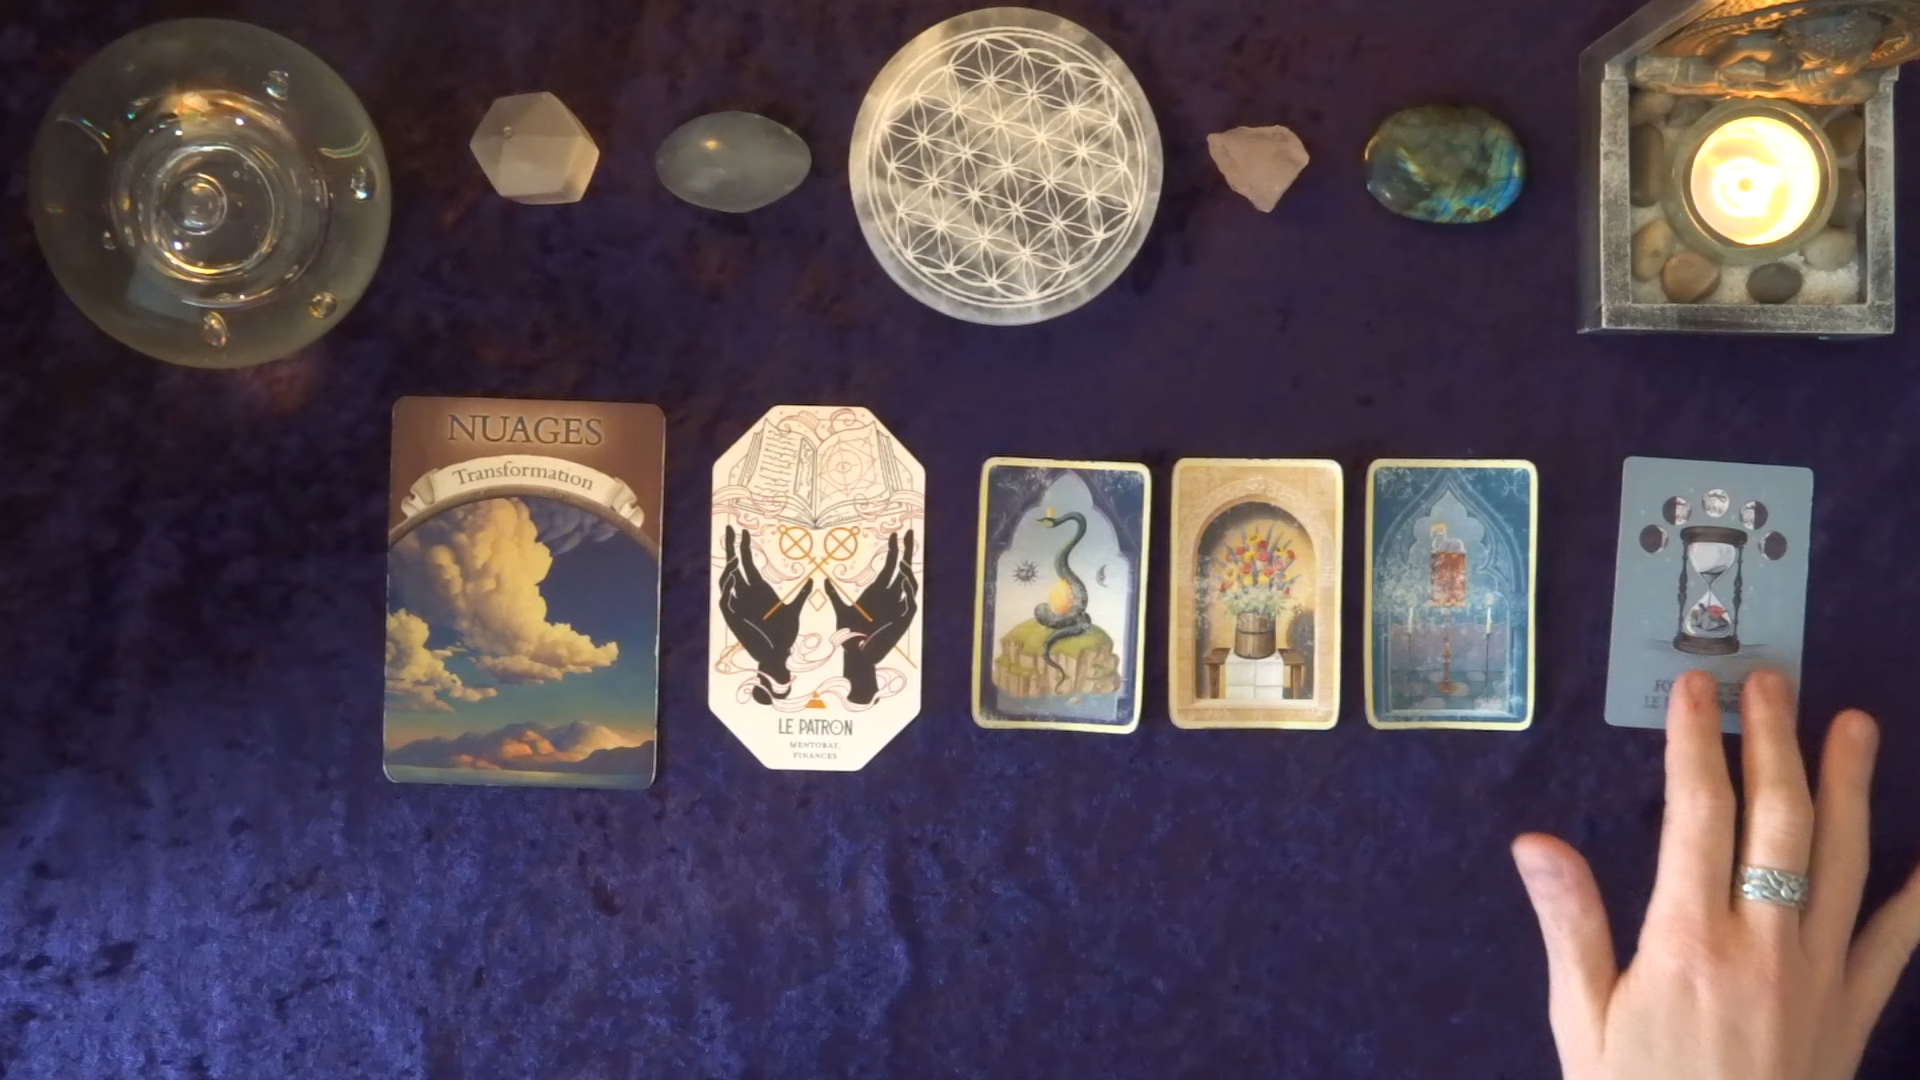 NUAGES
Transformation
LE PATRON
MENTORAT,
FINANCES